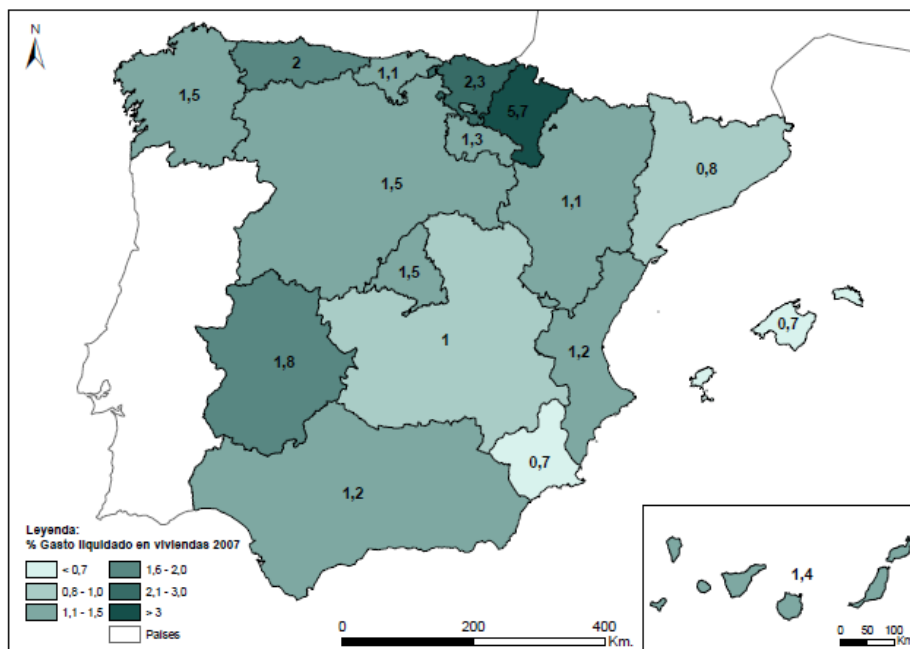 N
2
1,1
2,3
5,7
1,5
1,3
0,8
1,5
1,1
1,5
0,7
1
1,2
1,8
0,7
1,2
Leyenda:
% Gasto liquidado en viviendas 2007
< 0,7
1,6 - 2,0
0,8 - 1,0
2,1 - 3,0
1,1 - 1,5
> 3
Países
0 200 400
Km.
1,4
0 50 100
Km